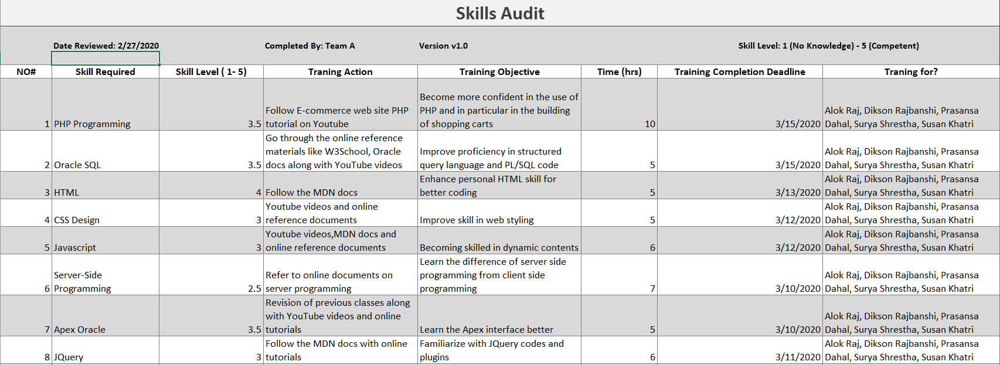 Skills Audit
Date Reviewed: 2/27/2020 Completed By: Team A Version v1.0 Skill Level: 1 (No Knowledge) - 5 (Competent)
NO# Skill Required Skill Level ( 1- 5) Traning Action Training Objective Time (hrs) Training Completion Deadline Traning for?
1 PHP Programming 3.5
Follow E-commerce web site PHP
tutorial on Youtube
Become more confident in the use of
PHP and in particular in the building
of shopping carts
10 3/15/2020
Alok Raj, Dikson Rajbanshi, Prasansa
Dahal, Surya Shrestha, Susan Khatri
2 Oracle SQL 3.5
Go through the online reference
materials like W3School, Oracle
docs along with YouTube videos
Improve proficiency in structured
query language and PL/SQL code
5 3/15/2020
Alok Raj, Dikson Rajbanshi, Prasansa
Dahal, Surya Shrestha, Susan Khatri
3 HTML 4 Follow the MDN docs
Enhance personal HTML skill for
better coding
5 3/13/2020
Alok Raj, Dikson Rajbanshi, Prasansa
Dahal, Surya Shrestha, Susan Khatri
4 CSS Design 3
Youtube videos and online
reference documents
Improve skill in web styling
5 3/12/2020
Alok Raj, Dikson Rajbanshi, Prasansa
Dahal, Surya Shrestha, Susan Khatri
5 Javascript 3
Youtube videos,MDN docs and
online reference documents
Becoming skilled in dynamic contents
6 3/12/2020
Alok Raj, Dikson Rajbanshi, Prasansa
Dahal, Surya Shrestha, Susan Khatri
6
Server-Side
Programming
2.5
Refer to online documents on
server programming
Learn the difference of server side
programming from client side
programming
7 3/10/2020
Alok Raj, Dikson Rajbanshi, Prasansa
Dahal, Surya Shrestha, Susan Khatri
7 Apex Oracle 3.5
Revision of previous classes along
with YouTube videos and online
tutorials
Learn the Apex interface better
5 3/10/2020
Alok Raj, Dikson Rajbanshi, Prasansa
Dahal, Surya Shrestha, Susan Khatri
8 JQuery 3
Follow the MDN docs with online
tutorials
Familiarize with JQuery codes and
plugins
6 3/11/2020
Alok Raj, Dikson Rajbanshi, Prasansa
Dahal, Surya Shrestha, Susan Khatri